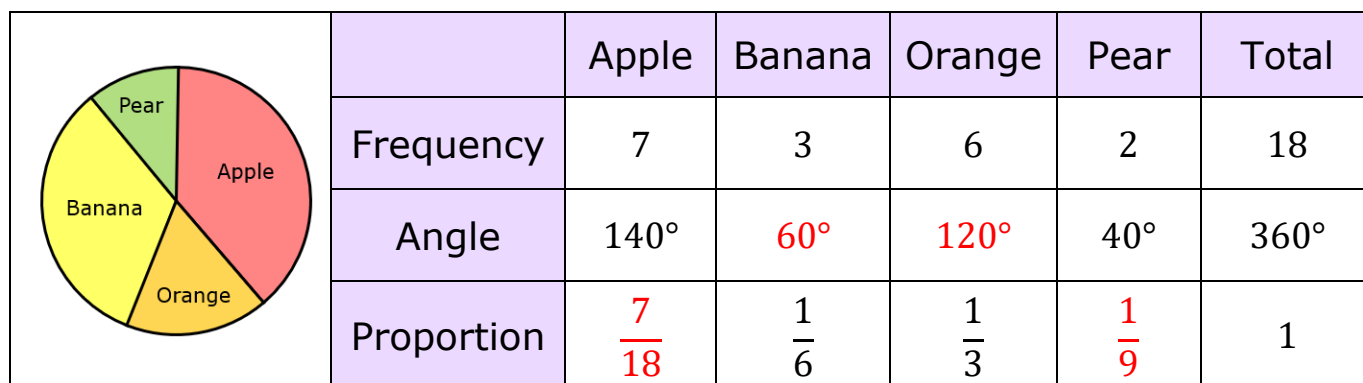 Pear
Apple
Banana
Orange
Apple Banana Orange Pear Total
Frequency 7 3 6 2 18
Angle 140° 60° 120° 40° 360°
Proportion 7/18 1/6 1/3 1/9 1